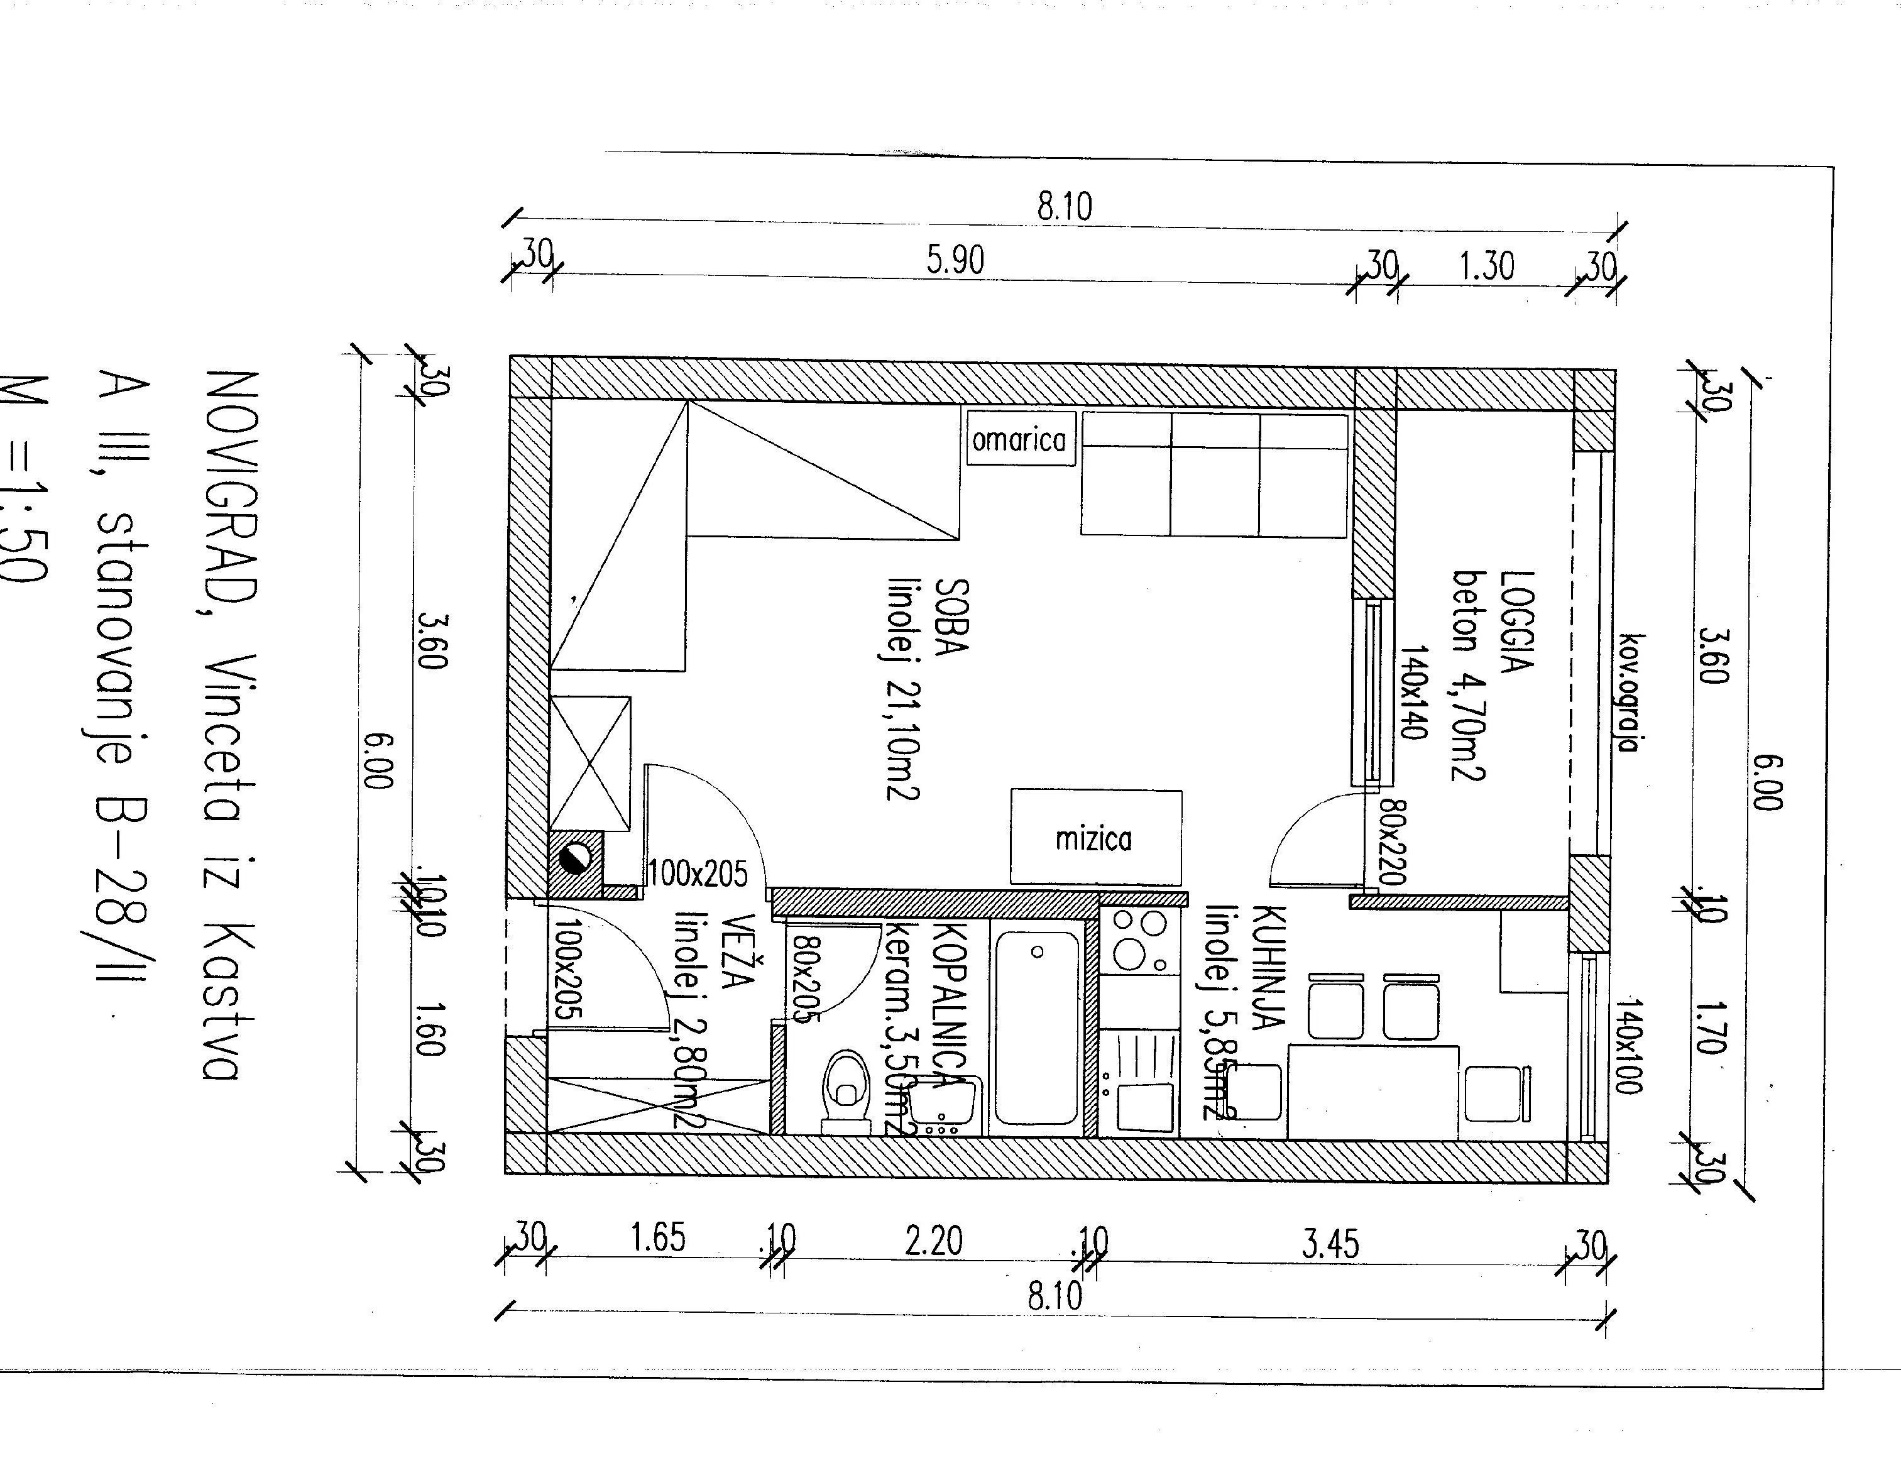 8.10
.30
5.90
.30
1.30
.30
.30
3.60
.10
.10
1.60
.30
6.00
.30
3.60
.10
1.70
.30
6.00
omarica
SOBA
linolej 21,10m2
mizica
LOGGIA
beton 4,70m2
kov.ograja
140x140
80x220
100x205
100x205
VEŽA
linolej 2,80m2
80x205
KOPALNICA
keram.3,50m2
KUHINJA
linolej 5,85m2
140x100
.30
1.65
.10
2.20
.10
3.45
.30
8.10
NOVIGRAD, Vinceta iz Kastva
A III, stanovanje B-28/II
M =1:50